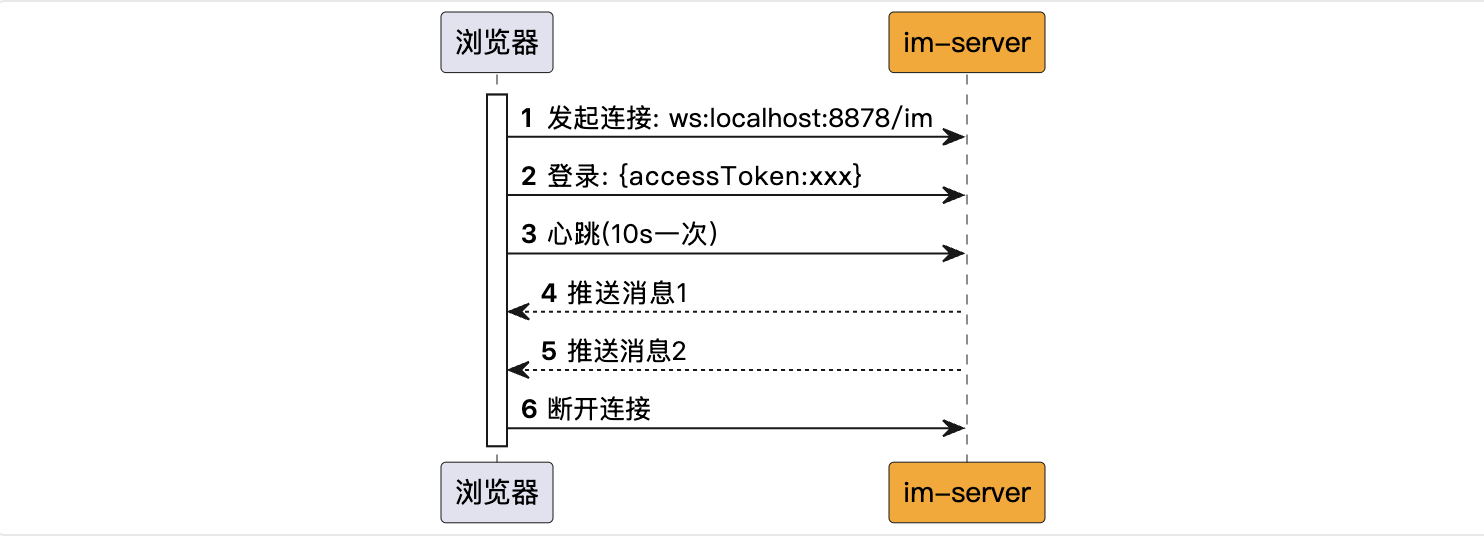 浏览器 im-server
1 发起连接: ws:localhost:8878/im
2 登录: {accessToken:xxx}
3 心跳(10s一次)
4 推送消息1
5 推送消息2
6 断开连接
浏览器 im-server